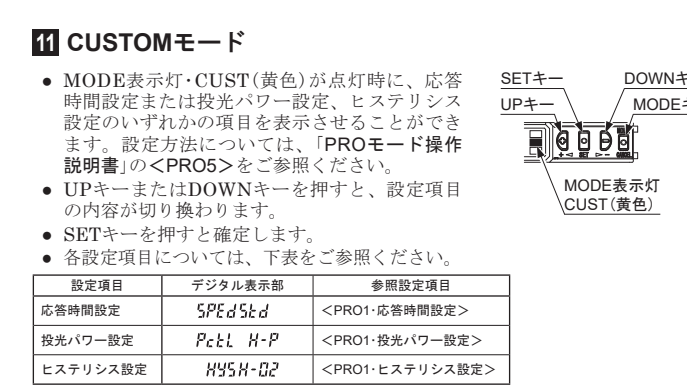 11 CUSTOMモード
● MODE表示灯･CUST(黄色)が点灯時に、応答
時間設定または投光パワー設定、ヒステリシス
設定のいずれかの項目を表示させることができ
ます。設定方法については、「PROモード操作
説明書」の<PRO5>をご参照ください。
● UPキーまたはDOWNキーを押すと、設定項目
の内容が切り換わります。
● SETキーを押すと確定します。
● 各設定項目については、下表をご参照ください。
SETキー DOWNキ
UPキー MODEキ
SET
CANCEL
MODE表示灯
CUST(黄色)
設定項目 デジタル表示部 参照設定項目
応答時間設定 SPEdStd <PRO1･応答時間設定>
投光パワー設定 PctL H-P <PRO1･投光パワー設定>
ヒステリシス設定 HYSH-02 <PRO1･ヒステリシス設定>